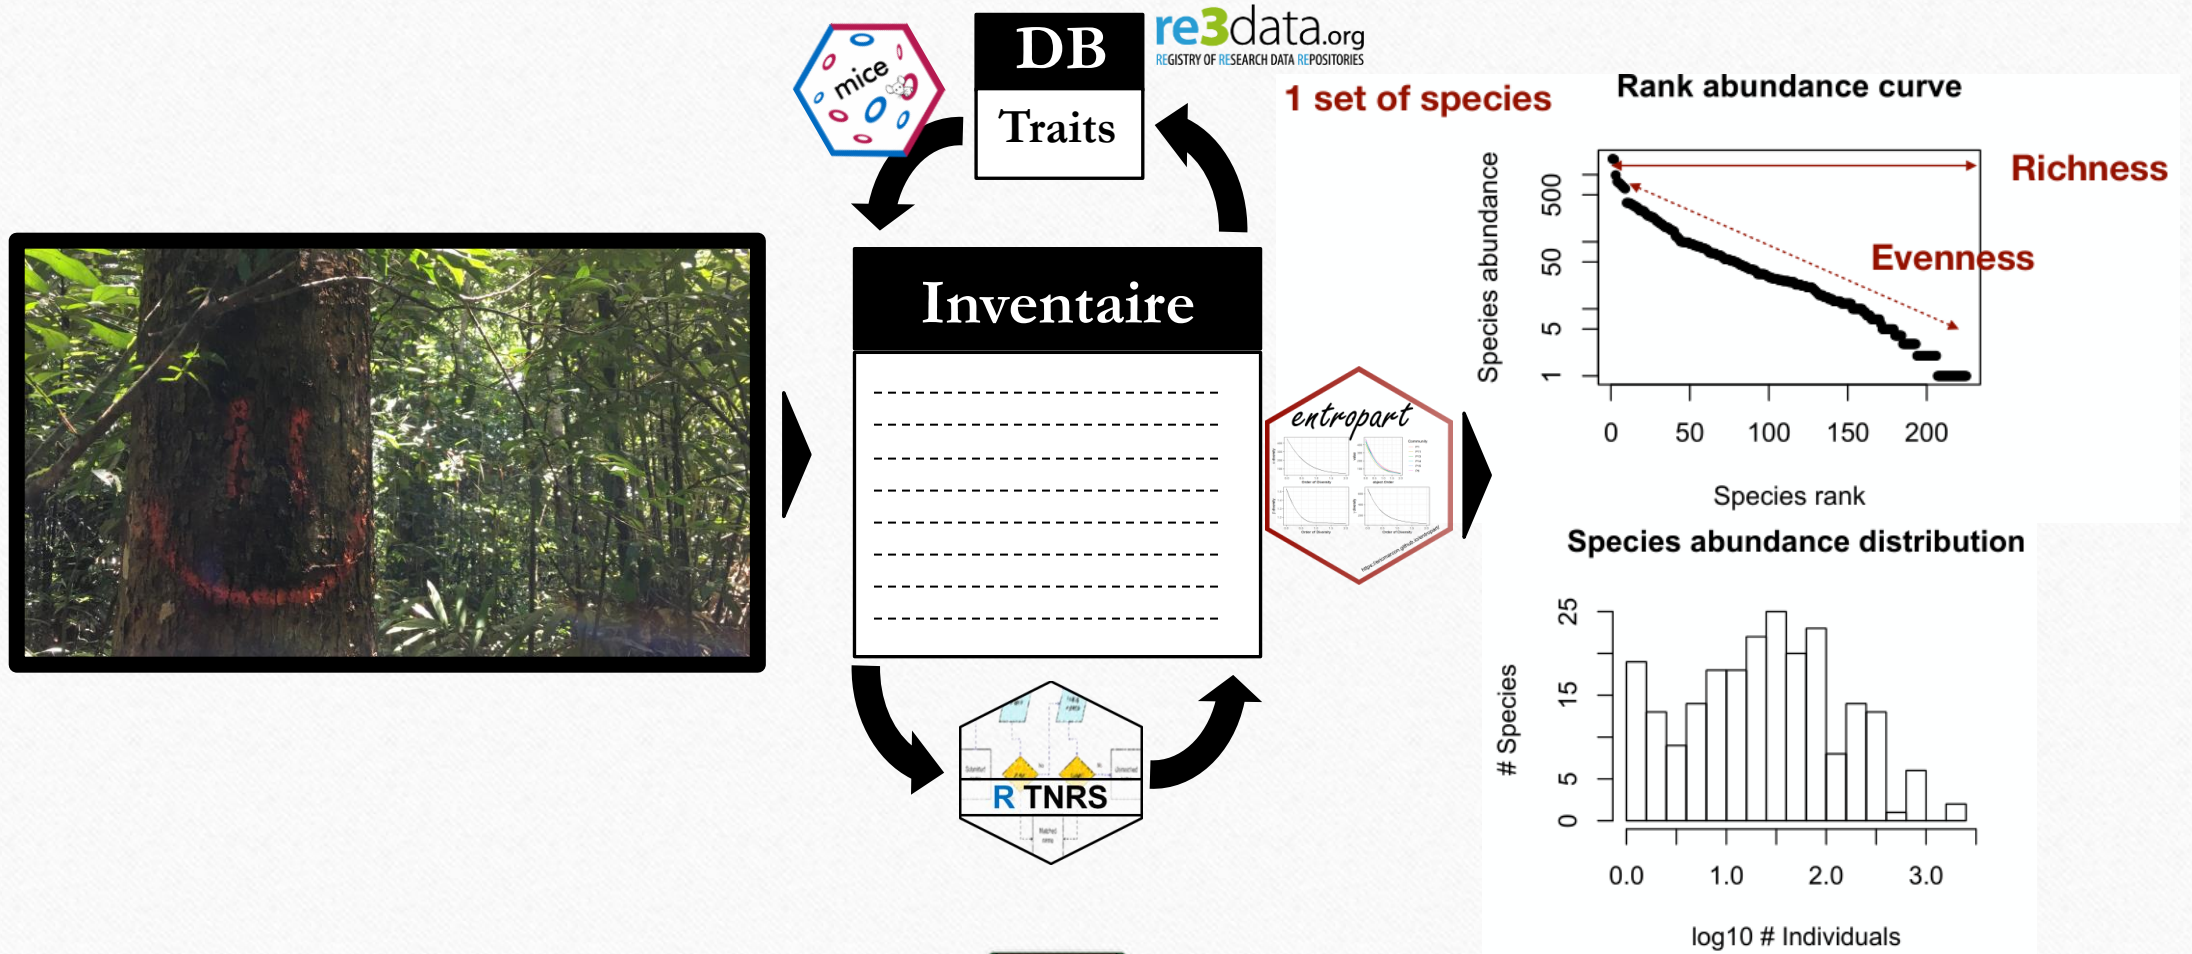 mice
DB
Traits
re3data.org
REGISTRY OF RESEARCH DATA REPOSITORIES
1 set of species
Rank abundance curve
Species abundance
500
50
5
1
Richness
Evenness
0 50 100 150 200
Species rank
Inventaire
entropart
R TNRS
Species abundance distribution
# Species
25
15
5
0
0.0 1.0 2.0 3.0
log10 # Individuals